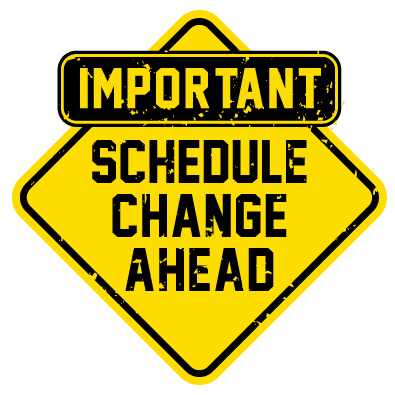 IMPORTANT
SCHEDULE
CHANGE
AHEAD